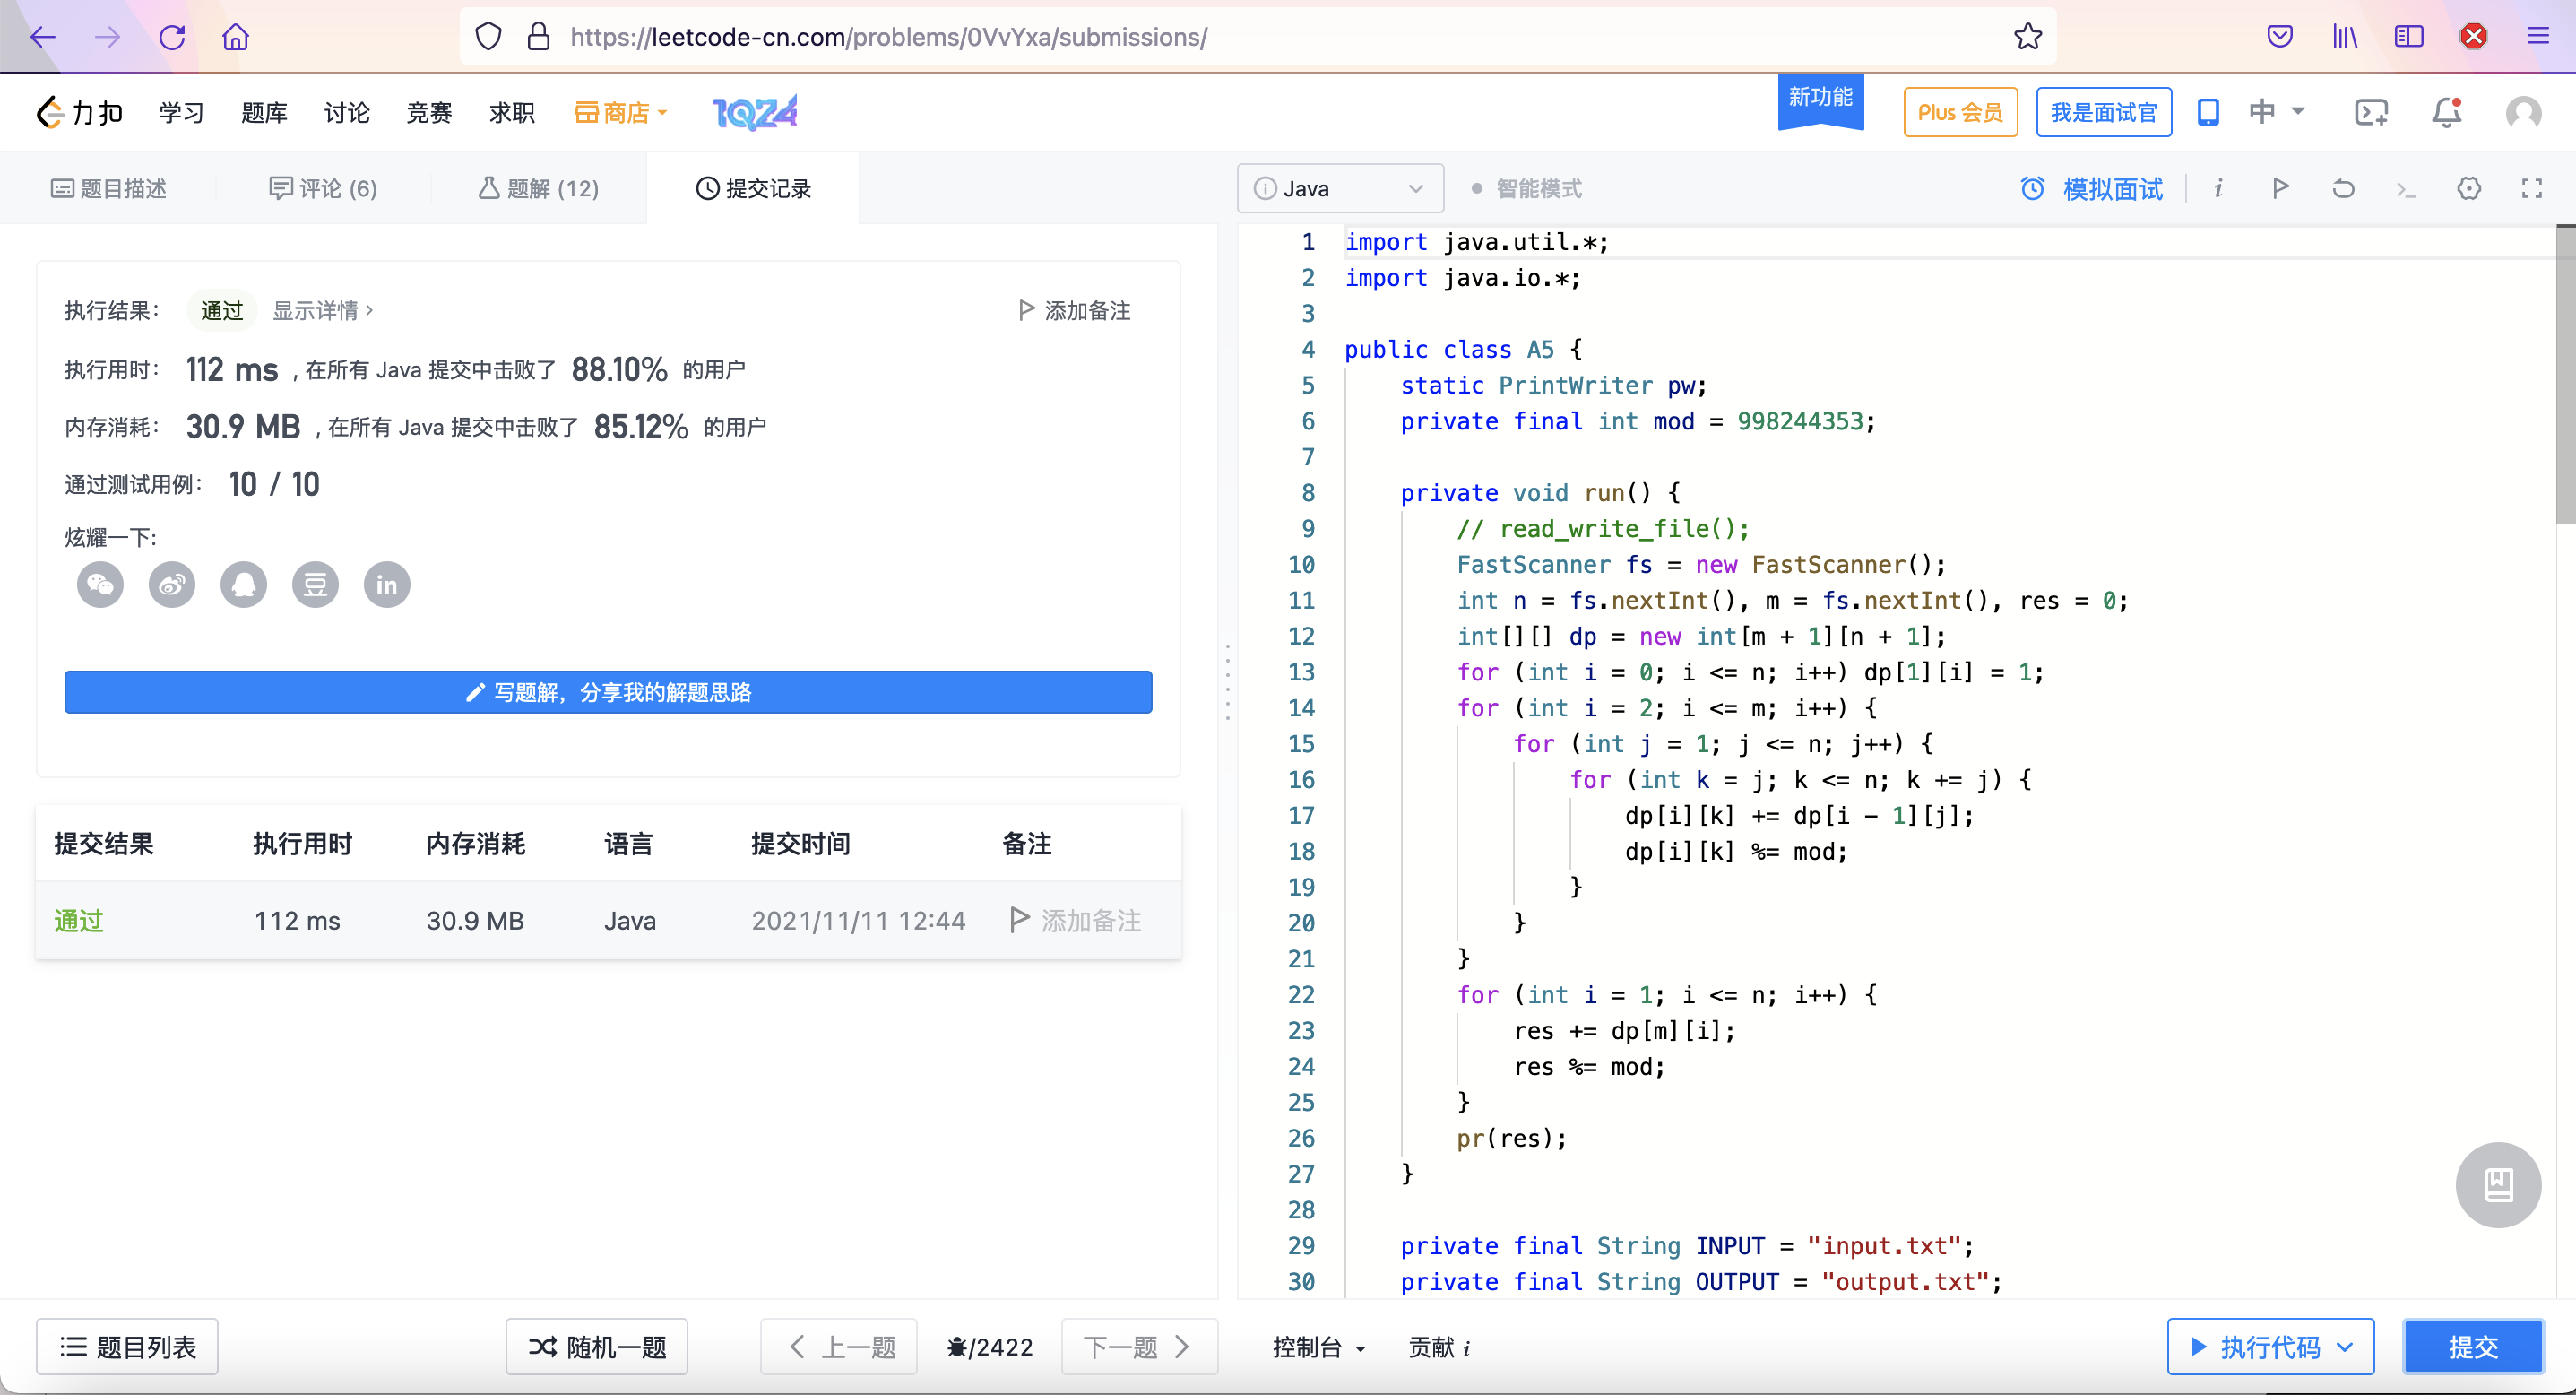 https://leetcode-cn.com/problems/0VvYxa/submissions/
力扣 学习 题库 讨论 竞赛 求职 商店 1024 新功能 Plus 会员 我是面试官 中
题目描述 评论 (6) 题解 (12) 提交记录
执行结果： 通过 显示详情 > 添加备注
执行用时： 112 ms , 在所有 Java 提交中击败了 88.10% 的用户
内存消耗： 30.9 MB , 在所有 Java 提交中击败了 85.12% 的用户
通过测试用例： 10 / 10
炫耀一下:
写题解，分享我的解题思路
提交结果 执行用时 内存消耗 语言 提交时间 备注
通过 112 ms 30.9 MB Java 2021/11/11 12:44 添加备注
Java 智能模式 模拟面试
1 import java.util.*;
2 import java.io.*;
3
4 public class A5 {
5 static PrintWriter pw;
6 private final int mod = 998244353;
7
8 private void run() {
9 // read_write_file();
10 FastScanner fs = new FastScanner();
11 int n = fs.nextInt(), m = fs.nextInt(), res = 0;
12 int[][] dp = new int[m + 1][n + 1];
13 for (int i = 0; i <= n; i++) dp[1][i] = 1;
14 for (int i = 2; i <= m; i++) {
15 for (int j = 1; j <= n; j++) {
16 for (int k = j; k <= n; k += j) {
17 dp[i][k] += dp[i - 1][j];
18 dp[i][k] %= mod;
19 }
20 }
21 }
22 for (int i = 1; i <= n; i++) {
23 res += dp[m][i];
24 res %= mod;
25 }
26 pr(res);
27 }
28
29 private final String INPUT = "input.txt";
30 private final String OUTPUT = "output.txt";
题目列表 随机一题 上一题 /2422 下一题 控制台 贡献 i 执行代码 提交